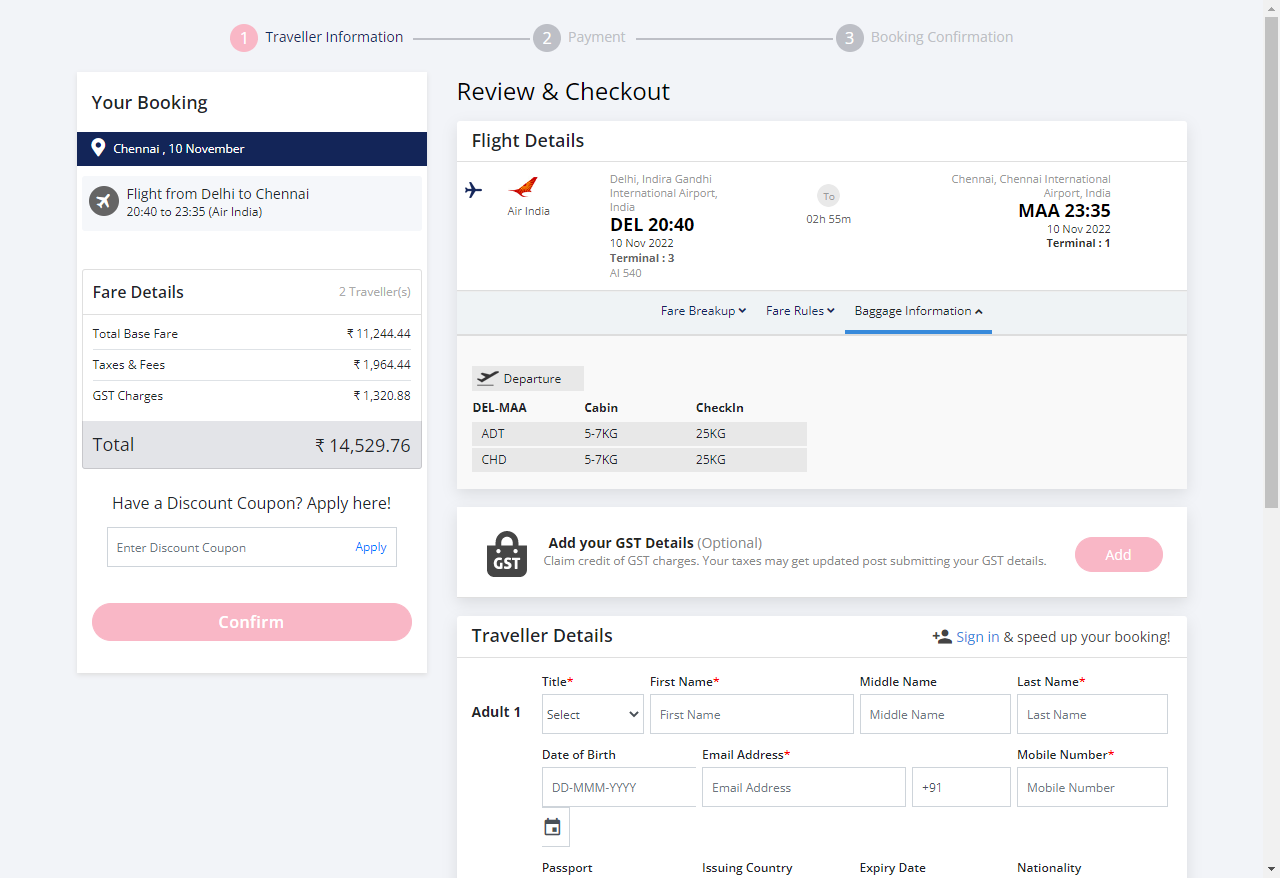 1 Traveller Information 2 Payment 3 Booking Confirmation
Your Booking
Chennai , 10 November
Flight from Delhi to Chennai
20:40 to 23:35 (Air India)
Fare Details 2 Traveller(s)
Total Base Fare ₹ 11,244.44
Taxes & Fees ₹ 1,964.44
GST Charges ₹ 1,320.88
Total ₹ 14,529.76
Have a Discount Coupon? Apply here!
Enter Discount Coupon Apply
Confirm
Review & Checkout
Flight Details
Air India
Delhi, Indira Gandhi
International Airport,
India
DEL 20:40
10 Nov 2022
Terminal : 3
AI 540
To
02h 55m
Chennai, Chennai International
Airport, India
MAA 23:35
10 Nov 2022
Terminal : 1
Fare Breakup Fare Rules Baggage Information
Departure
DEL-MAA Cabin CheckIn
ADT 5-7KG 25KG
CHD 5-7KG 25KG
GST
Add your GST Details (Optional)
Claim credit of GST charges. Your taxes may get updated post submitting your GST details.
Add
Traveller Details Sign in & speed up your booking!
Title* First Name* Middle Name Last Name*
Adult 1 Select First Name Middle Name Last Name
Date of Birth Email Address* Mobile Number*
DD-MMM-YYYY Email Address +91 Mobile Number
Passport Issuing Country Expiry Date Nationality